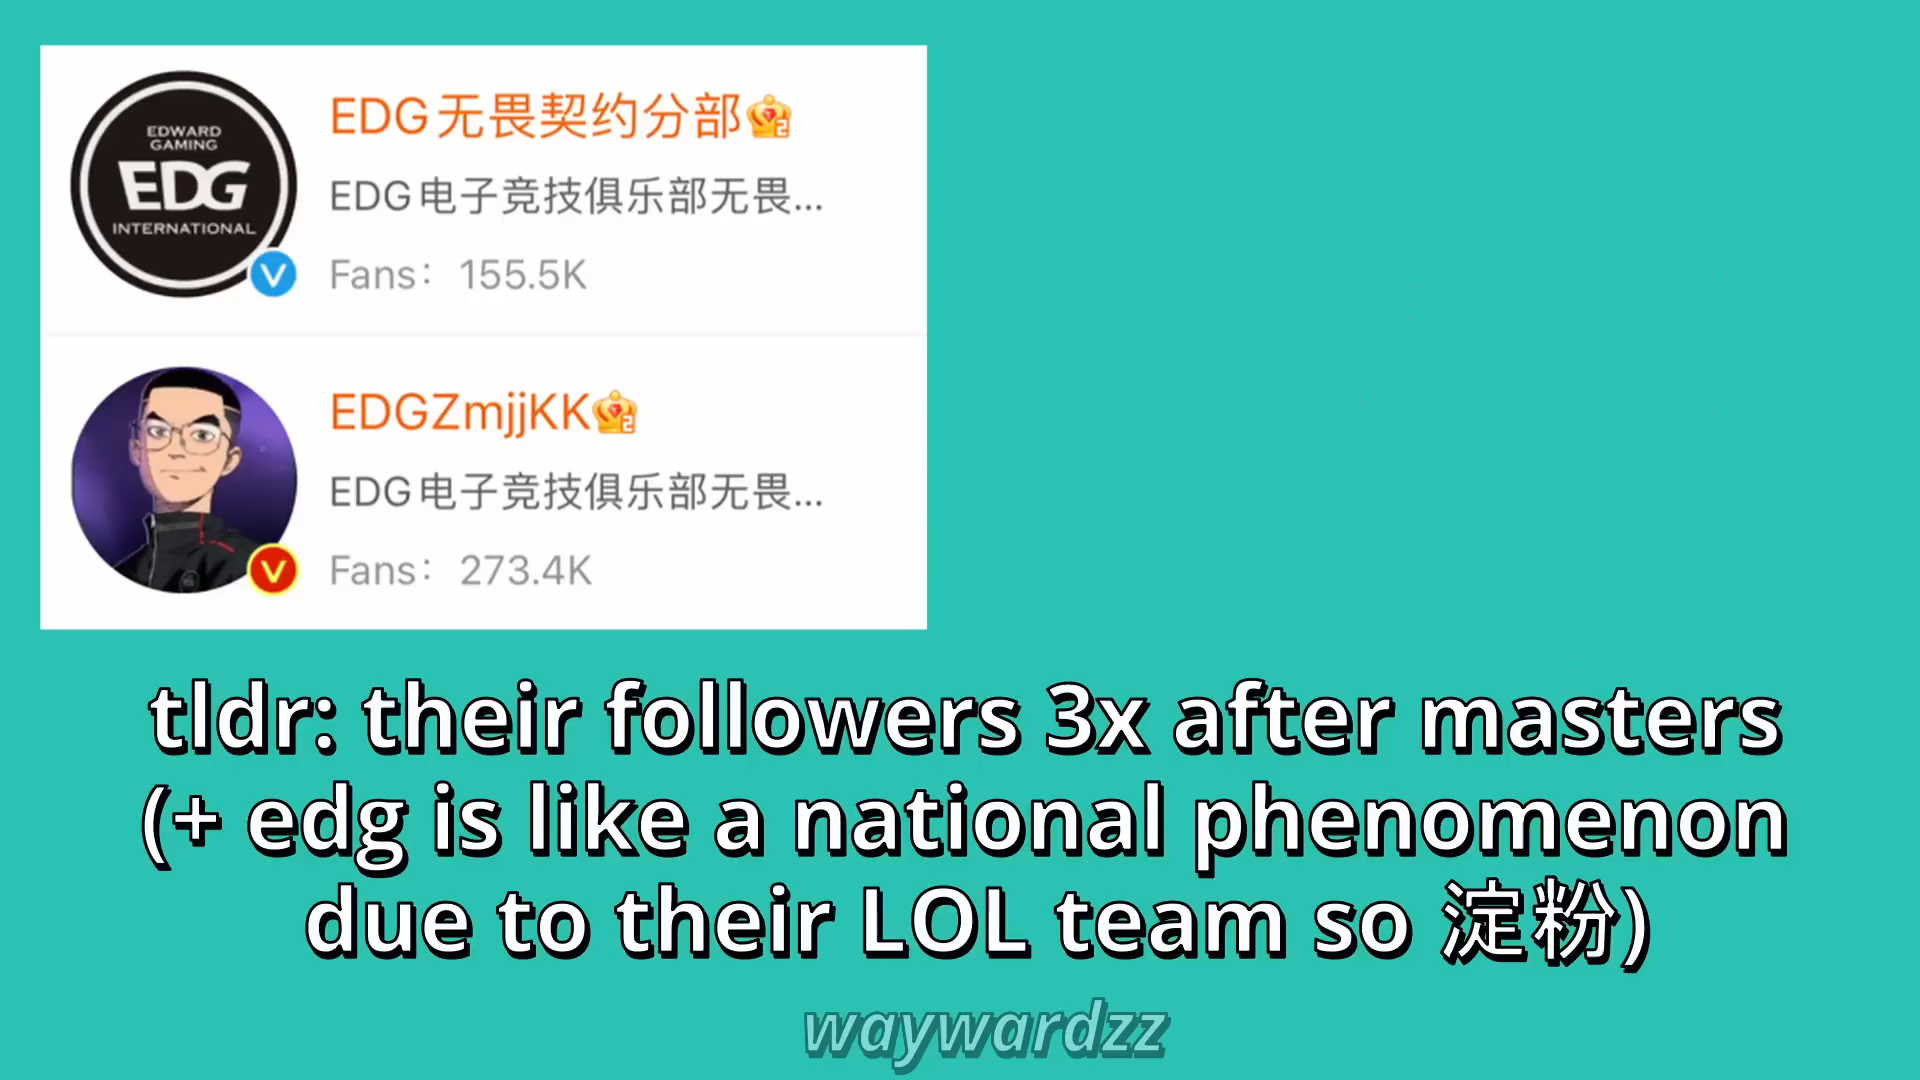 EDWARD
GAMING
EDG
INTERNATIONAL
EDG无畏契约分部
EDG电子竞技俱乐部无畏...
Fans: 155.5K
EDGZmjjKK
EDG电子竞技俱乐部无畏...
Fans: 273.4K
tldr: their followers 3x after masters
(+ edg is like a national phenomenon
due to their LOL team so 淀粉)
waywardzz